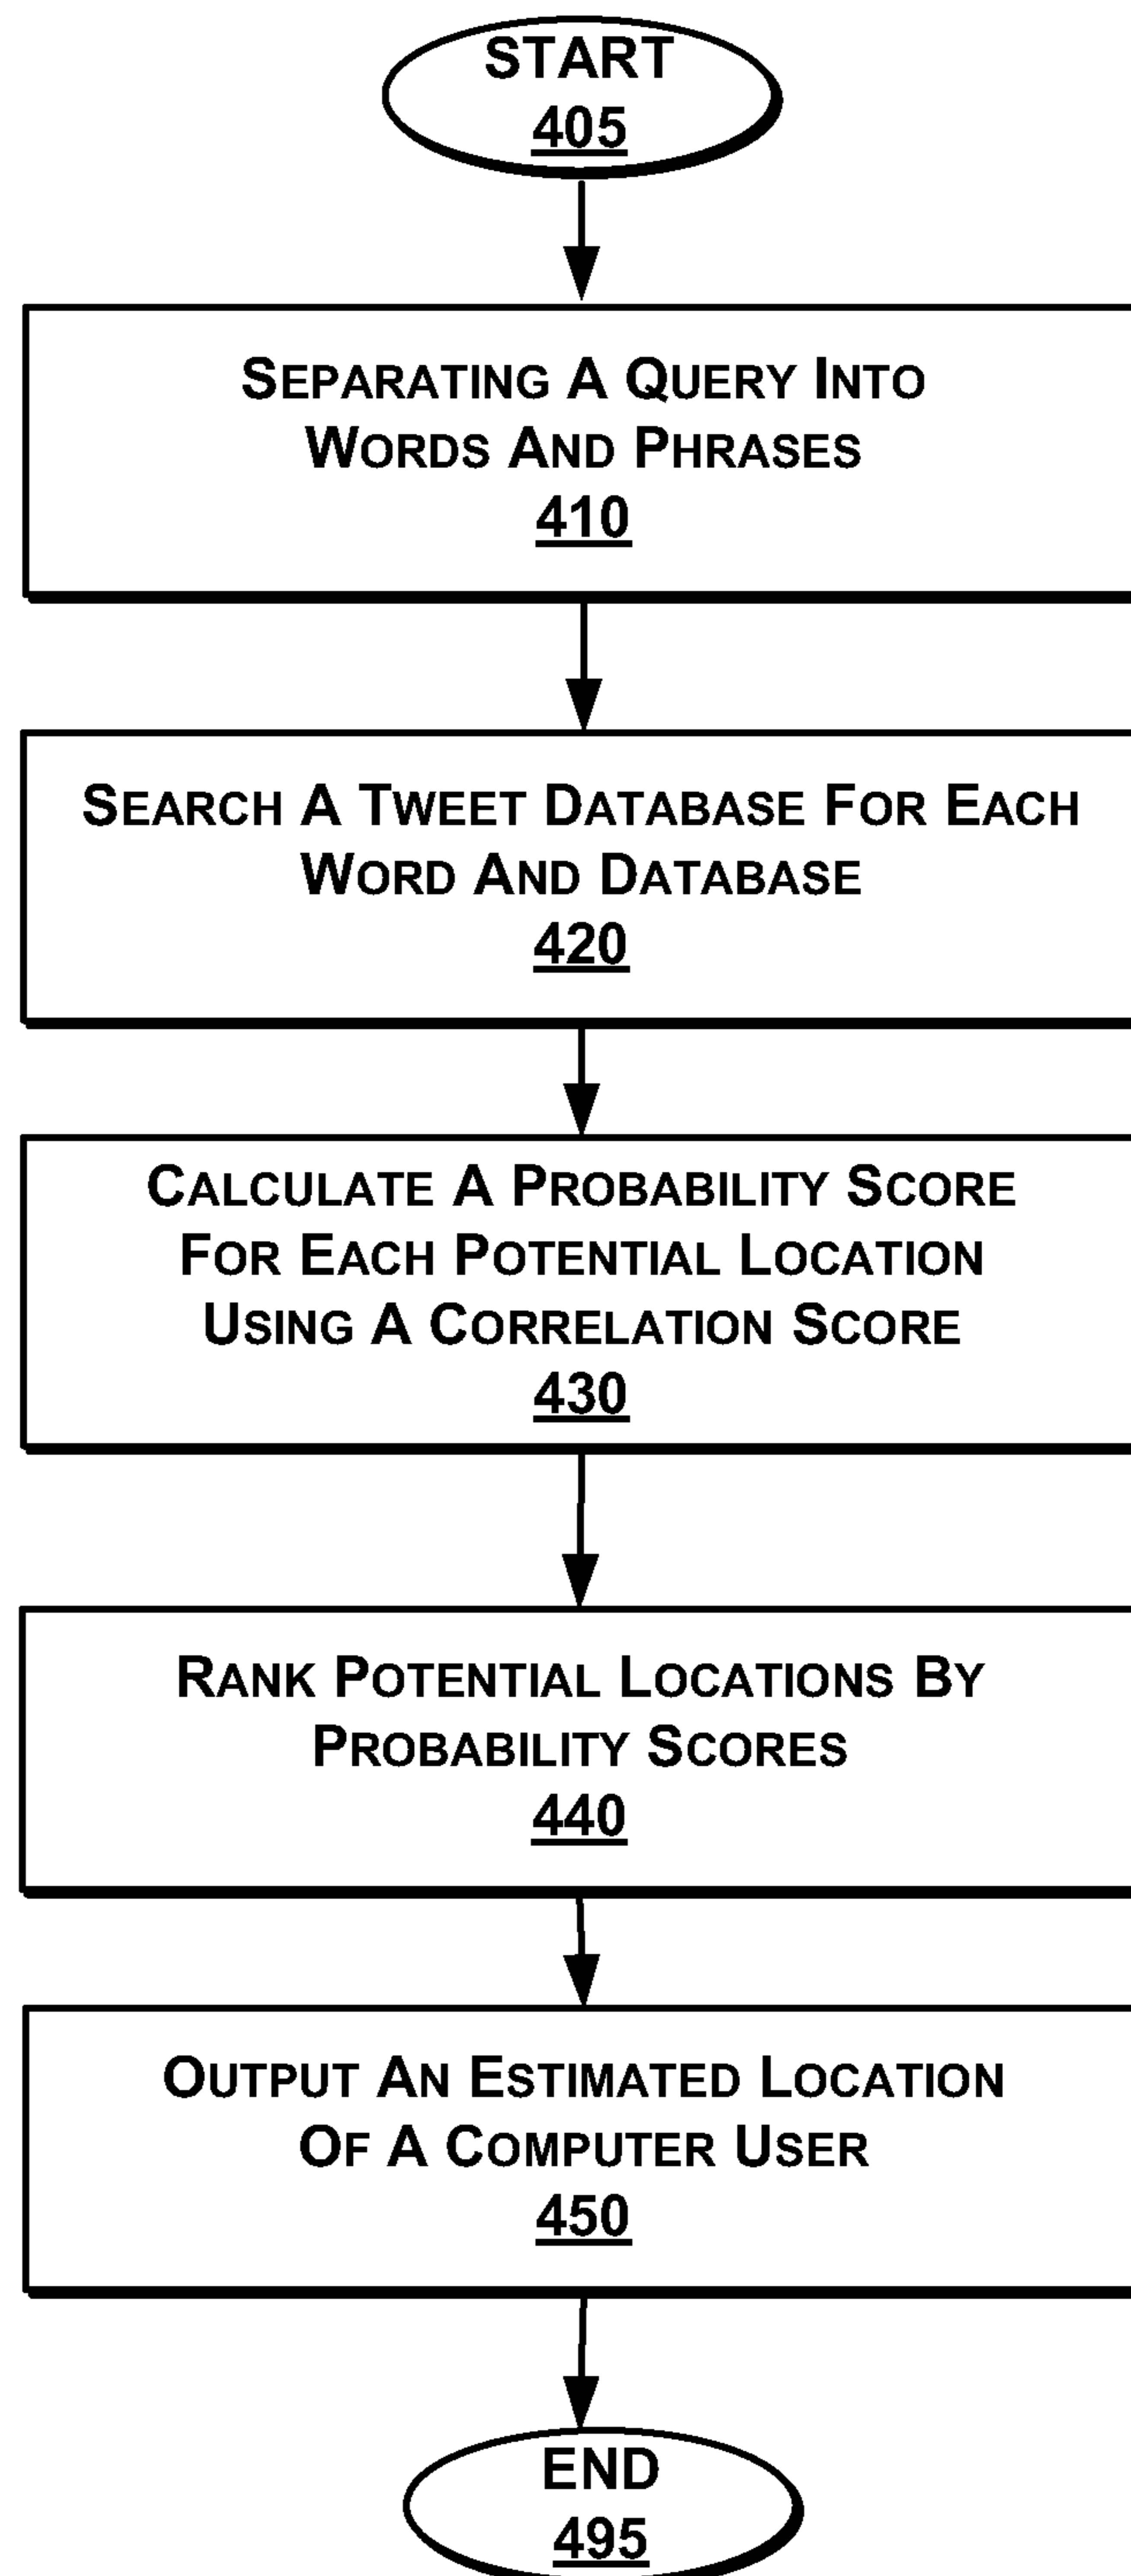 START
405
SEPARATING A QUERY INTO
WORDS AND PHRASES
410
SEARCH A TWEET DATABASE FOR EACH
WORD AND DATABASE
420
CALCULATE A PROBABILITY SCORE
FOR EACH POTENTIAL LOCATION
USING A CORRELATION SCORE
430
RANK POTENTIAL LOCATIONS BY
PROBABILITY SCORES
440
OUTPUT AN ESTIMATED LOCATION
OF A COMPUTER USER
450
END
495